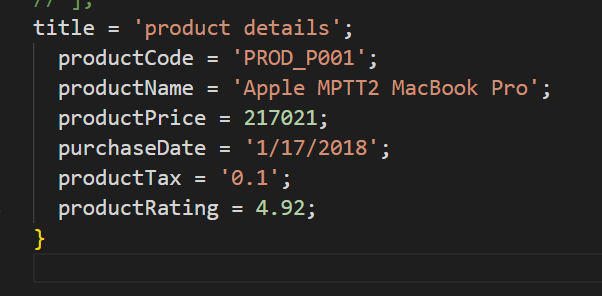 // ];
title = 'product details';
productCode = 'PROD_P001';
productName = 'Apple MPTT2 MacBook Pro';
productPrice = 217021;
purchaseDate = '1/17/2018';
productTax = '0.1';
productRating = 4.92;
}